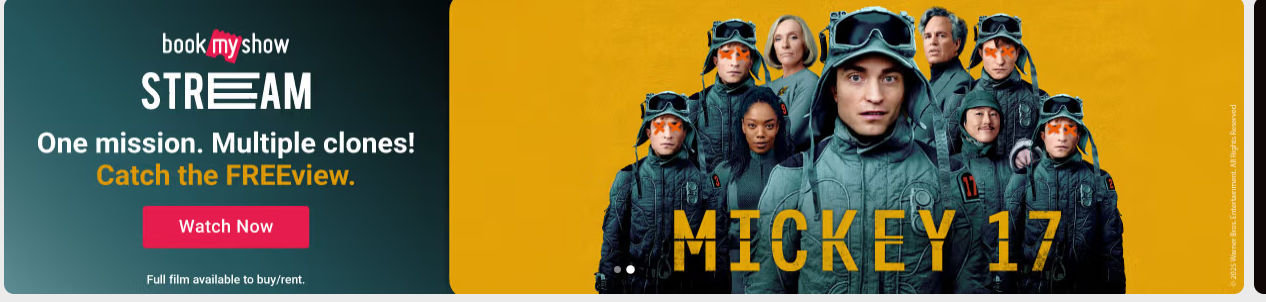 book my show
STREAM
One mission. Multiple clones!
Catch the FREEview.
Watch Now
Full film available to buy/rent.
17
MICKEY 17
© 2025 Warner Bros. Entertainment. All Rights Reserved